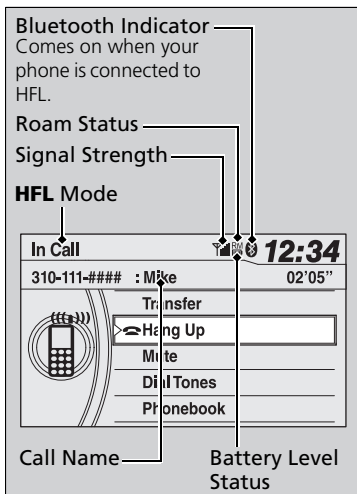 Bluetooth Indicator
Comes on when your
phone is connected to
HFL.
Roam Status
Signal Strength
HFL Mode
In Call
RM
12:34
310-111-####
: Mike
02'05"
Transfer
Hang Up
Mute
Dial Tones
Phonebook
Call Name
Battery Level
Status